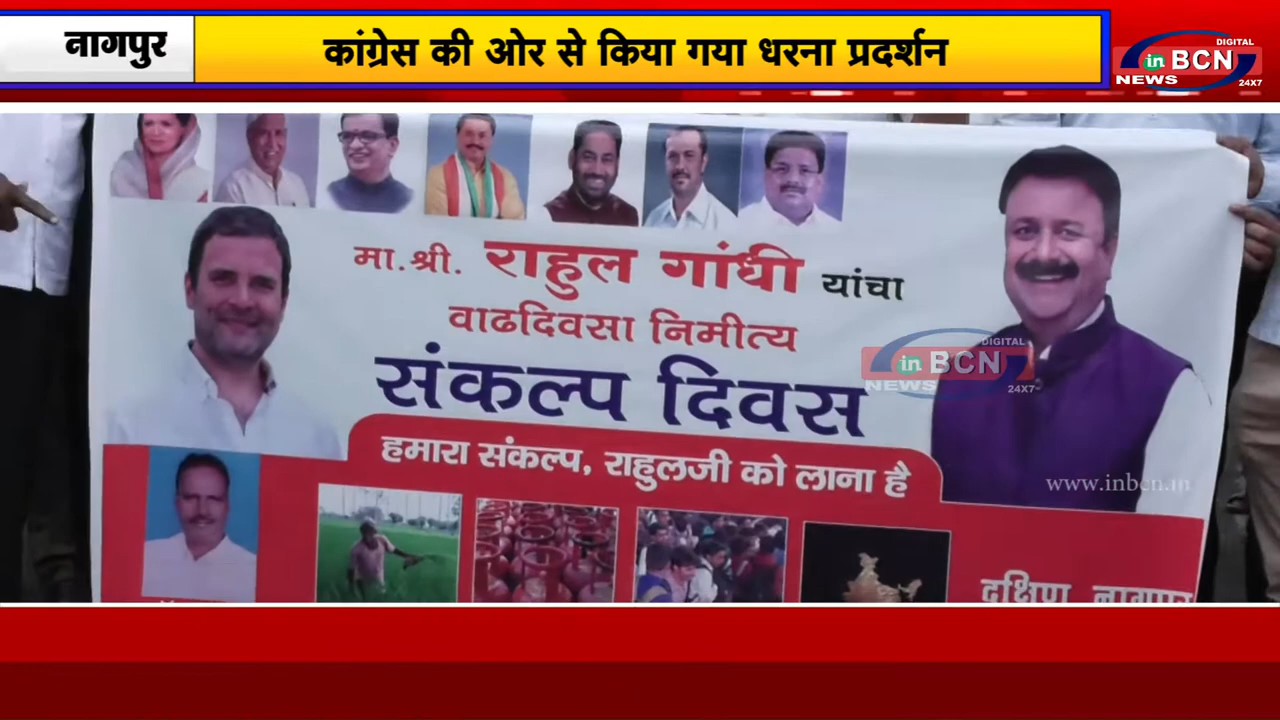 नागपुर
कांग्रेस की ओर से किया गया धरना प्रदर्शन
DIGITAL
in BCN
NEWS 24X7
मा.श्री. राहुल गांधी यांचा
वाढदिवसा निमीत्य
संकल्प दिवस
DIGITAL
in BCN
NEWS 24X7
हमारा संकल्प, राहुलजी को लाना है
www.inbcn.in
दक्षिण नागपुर